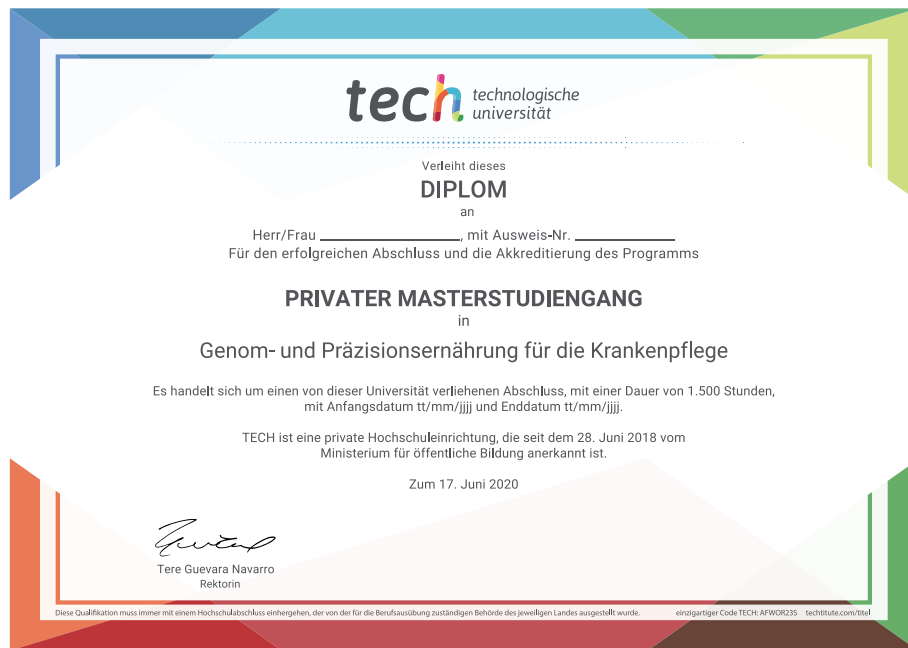 tech technologische
universität
Verleiht dieses
DIPLOM
an
Herr/Frau ________________, mit Ausweis-Nr. ____________
Für den erfolgreichen Abschluss und die Akkreditierung des Programms
PRIVATER MASTERSTUDIENGANG
in
Genom- und Präzisionsernährung für die Krankenpflege
Es handelt sich um einen von dieser Universität verliehenen Abschluss, mit einer Dauer von 1.500 Stunden,
mit Anfangsdatum tt/mm/jjjj und Enddatum tt/mm/jjjj.
TECH ist eine private Hochschuleinrichtung, die seit dem 28. Juni 2018 vom
Ministerium für öffentliche Bildung anerkannt ist.
Zum 17. Juni 2020
Tere Guevara Navarro
Rektorin
Diese Qualifikation muss immer mit einem Hochschulabschluss einhergehen, der von der für die Berufsausübung zuständigen Behörde des jeweiligen Landes ausgestellt wurde. einzigartiger Code TECH: AFWOR23S techtitute.com/titel